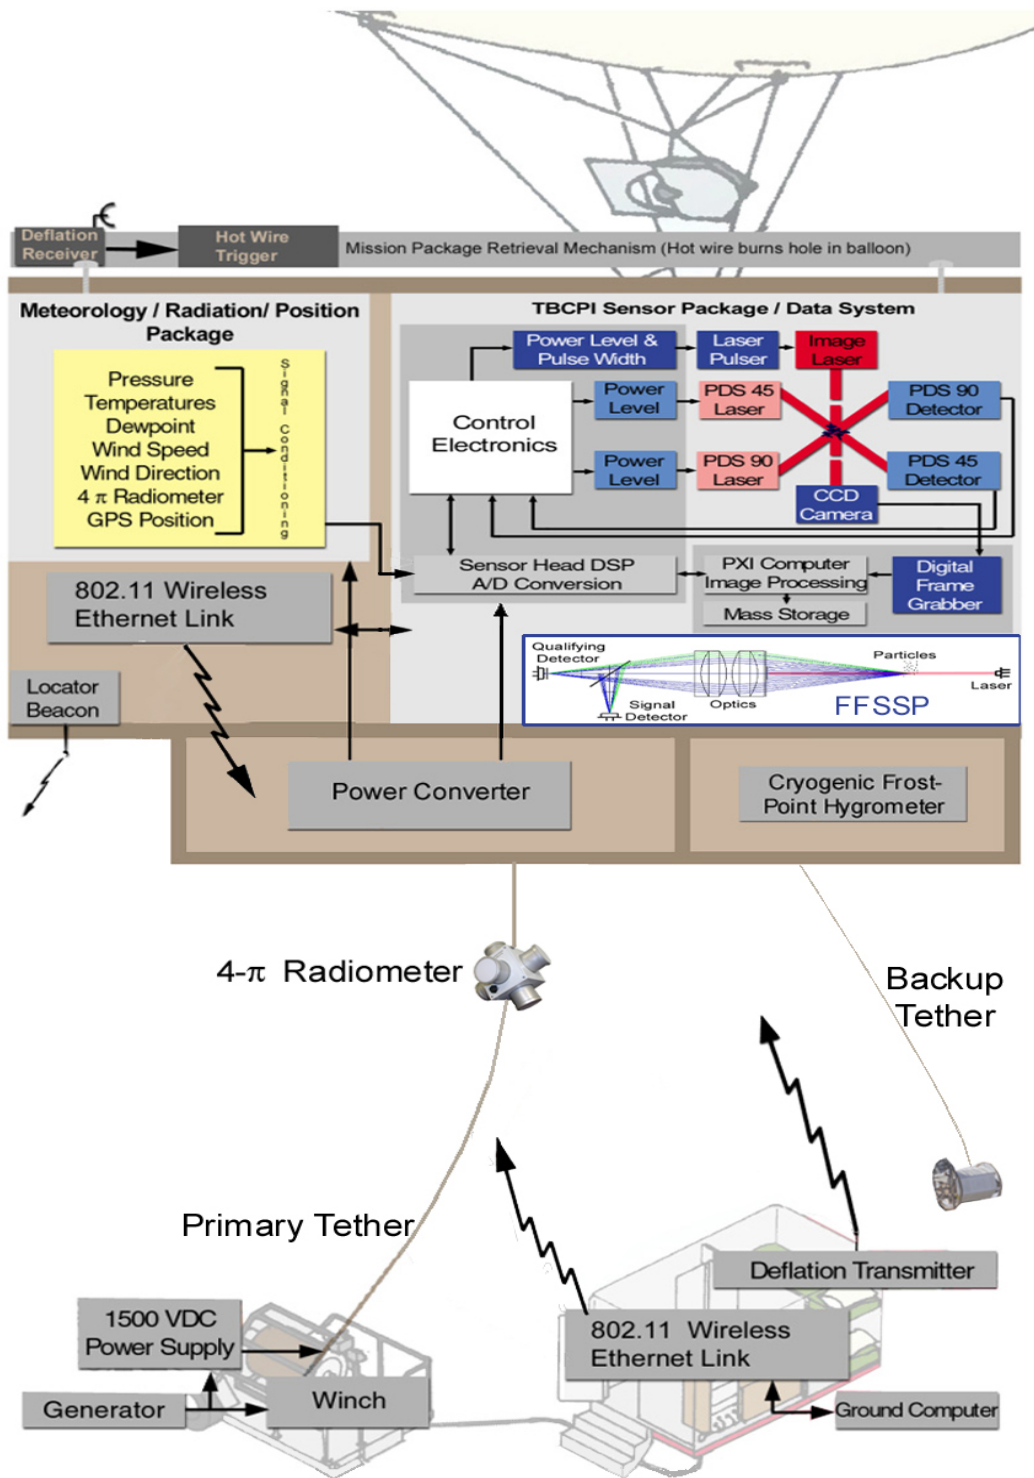 Deflation
Receiver
Hot Wire
Trigger
Mission Package Retrieval Mechanism (Hot wire burns hole in balloon)
Meteorology / Radiation/ Position
Package
Pressure
Temperatures
Dewpoint
Wind Speed
Wind Direction
4 π Radiometer
GPS Position
Signal Conditioning
TBCPI Sensor Package / Data System
Power Level &
Pulse Width
Laser
Pulser
Image
Laser
Control
Electronics
Power
Level
PDS 45
Laser
PDS 90
Detector
Power
Level
PDS 90
Laser
PDS 45
Detector
CCD
Camera
Sensor Head DSP
A/D Conversion
PXI Computer
Image Processing
Mass Storage
Digital
Frame
Grabber
802.11 Wireless
Ethernet Link
Locator
Beacon
Qualifying
Detector
Signal
Detector
Optics
Particles
Laser
FFSSP
Power Converter
Cryogenic Frost-
Point Hygrometer
4-π Radiometer
Backup
Tether
Primary Tether
Deflation Transmitter
1500 VDC
Power Supply
802.11 Wireless
Ethernet Link
Generator
Winch
Ground Computer